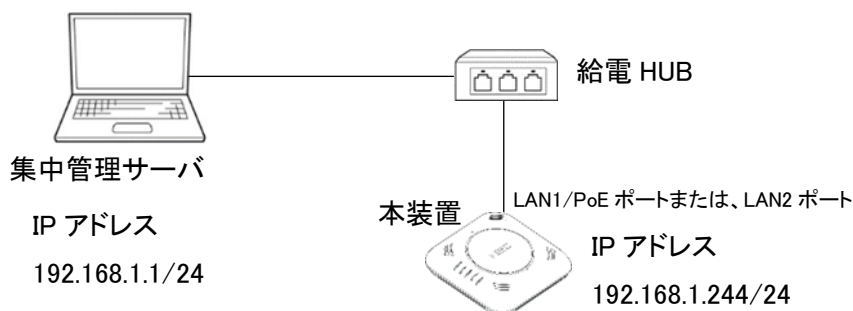 給電 HUB
集中管理サーバ
IP アドレス
192.168.1.1/24
本装置
LAN1/PoE ポートまたは、LAN2 ポート
IP アドレス
192.168.1.244/24